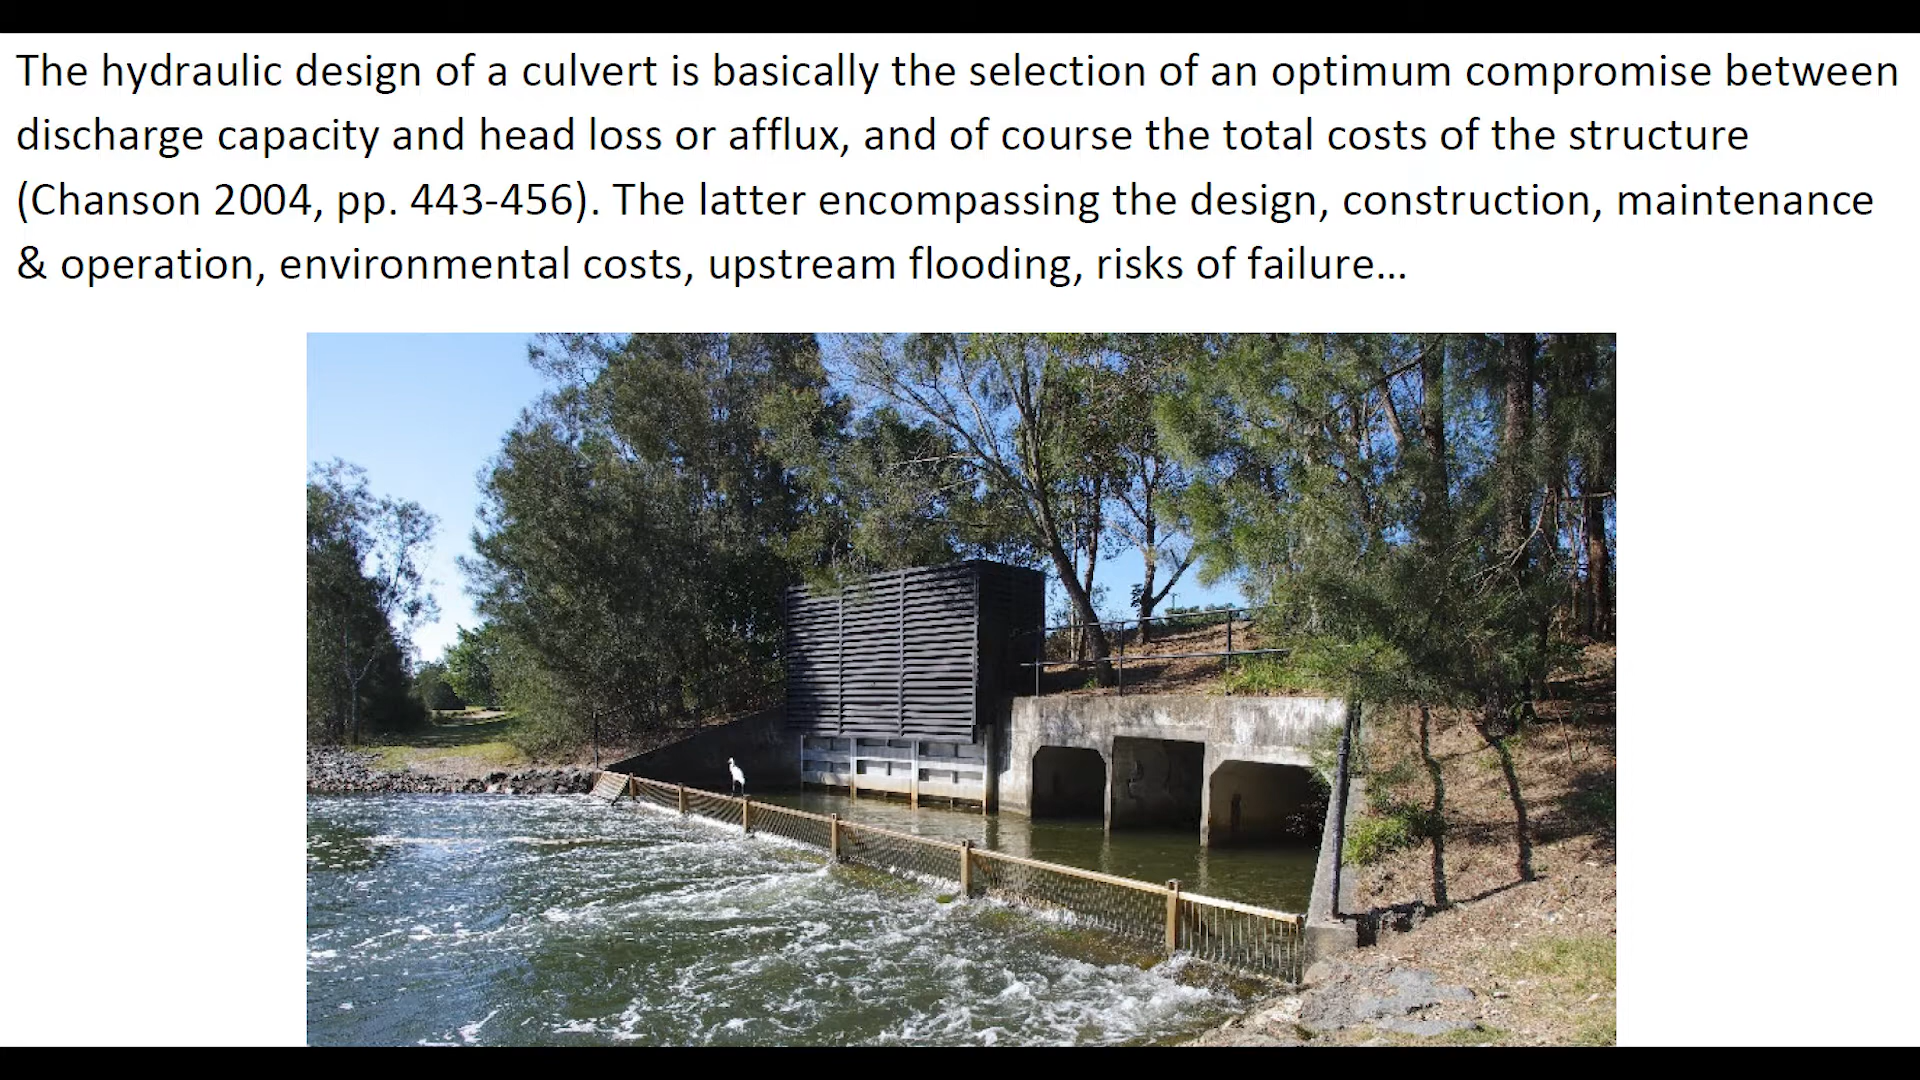 The hydraulic design of a culvert is basically the selection of an optimum compromise between
discharge capacity and head loss or afflux, and of course the total costs of the structure
(Chanson 2004, pp. 443-456). The latter encompassing the design, construction, maintenance
& operation, environmental costs, upstream flooding, risks of failure...